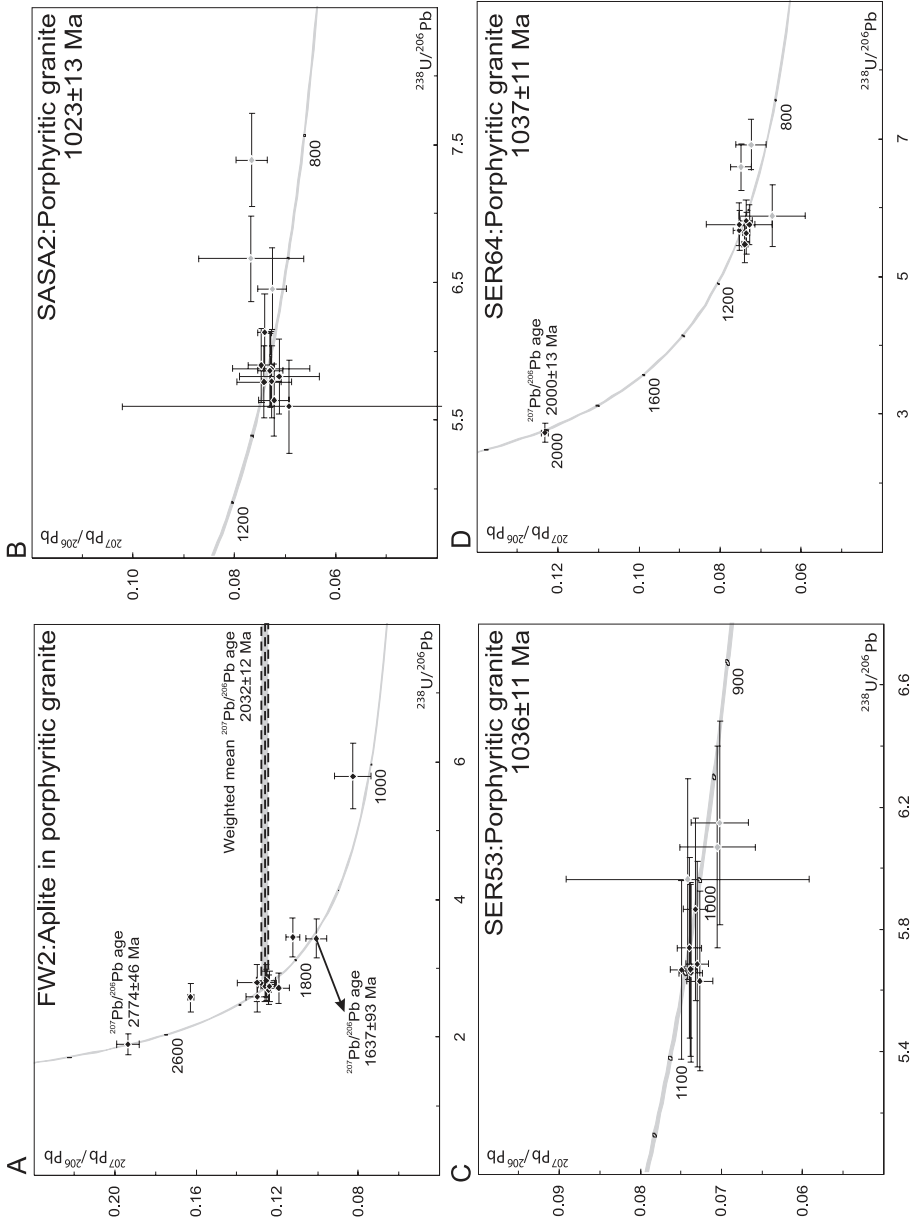 A
FW2:Aplite in porphyritic granite
²⁰⁷Pb/²⁰⁶Pb
0.20
0.16
0.12
0.08
²⁰⁷Pb/²⁰⁶Pb age
2774±46 Ma
2600
1800
1000
Weighted mean ²⁰⁷Pb/²⁰⁶Pb age
2032±12 Ma
²⁰⁷Pb/²⁰⁶Pb age
1637±93 Ma
²³⁸U/²⁰⁶Pb
2
4
6
B
SASA2:Porphyritic granite
1023±13 Ma
²⁰⁷Pb/²⁰⁶Pb
0.10
0.08
0.06
1200
800
²³⁸U/²⁰⁶Pb
5.5
6.5
7.5
C
SER53:Porphyritic granite
1036±11 Ma
²⁰⁷Pb/²⁰⁶Pb
0.09
0.08
0.07
0.06
1100
1000
900
²³⁸U/²⁰⁶Pb
5.4
5.8
6.2
6.6
D
SER64:Porphyritic granite
1037±11 Ma
²⁰⁷Pb/²⁰⁶Pb
0.12
0.10
0.08
0.06
²⁰⁷Pb/²⁰⁶Pb age
2000±13 Ma
2000
1600
1200
800
²³⁸U/²⁰⁶Pb
3
5
7